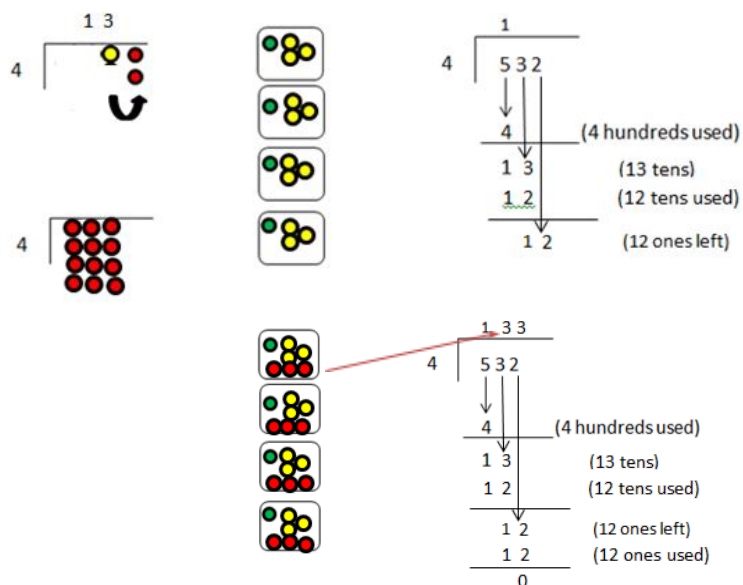 1 3
4
4
1
4 5 3 2
4 (4 hundreds used)
1 3 (13 tens)
1 2 (12 tens used)
1 2 (12 ones left)
1 3 3
4 5 3 2
4 (4 hundreds used)
1 3 (13 tens)
1 2 (12 tens used)
1 2 (12 ones left)
1 2 (12 ones used)
0